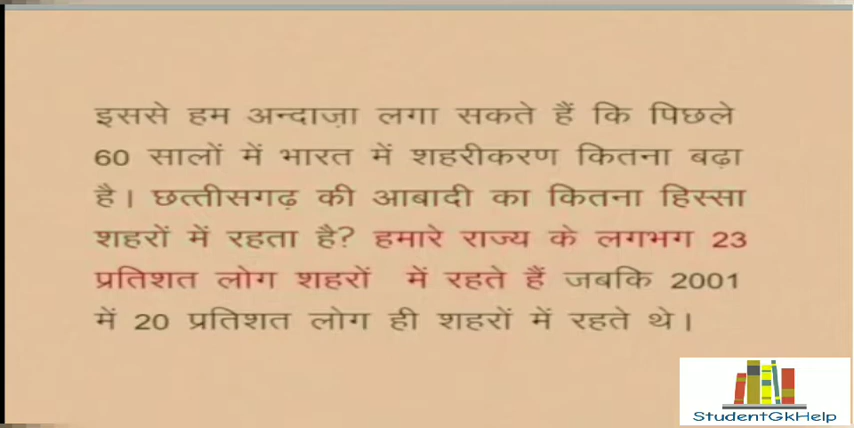 इससे हम अन्दाज़ा लगा सकते हैं कि पिछले
60 सालों में भारत में शहरीकरण कितना बढ़ा
है। छत्तीसगढ़ की आबादी का कितना हिस्सा
शहरों में रहता है? हमारे राज्य के लगभग 23
प्रतिशत लोग शहरों में रहते हैं जबकि 2001
में 20 प्रतिशत लोग ही शहरों में रहते थे।
StudentGkHelp